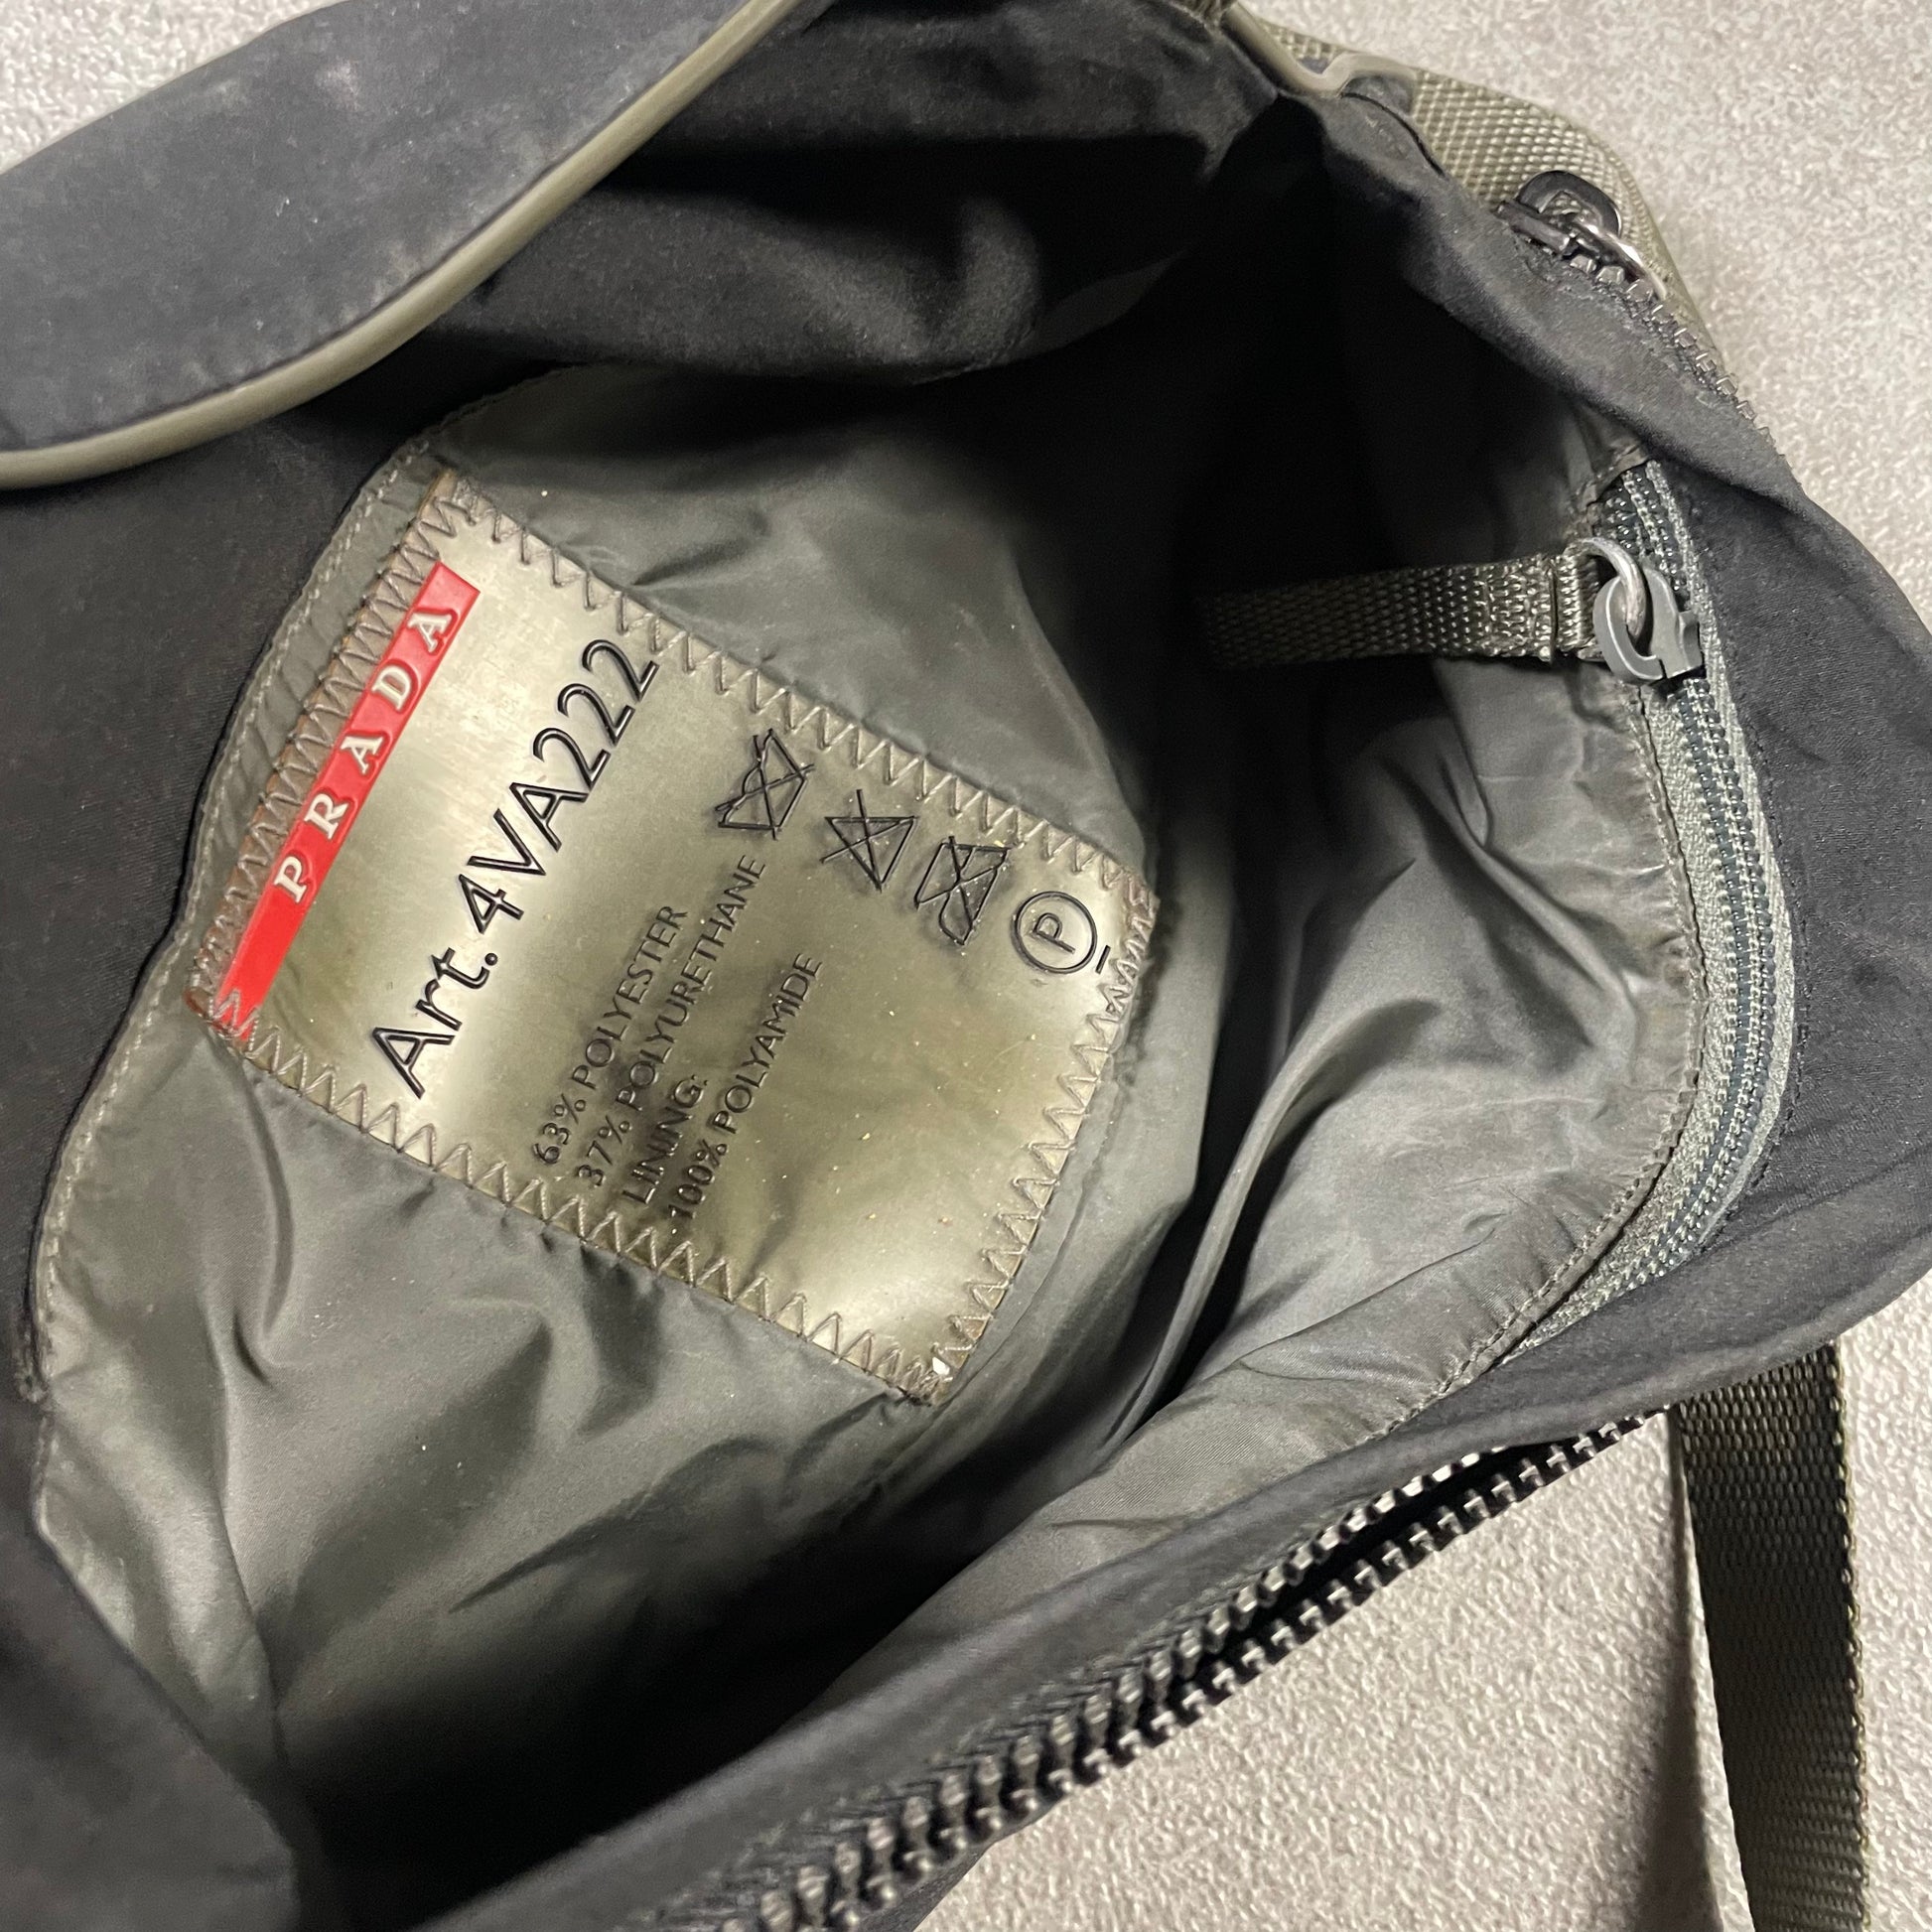 PRADA
Art. 4VA222
63% POLYESTER
37% POLYURETHANE
LINING:
100% POLYAMIDE
P